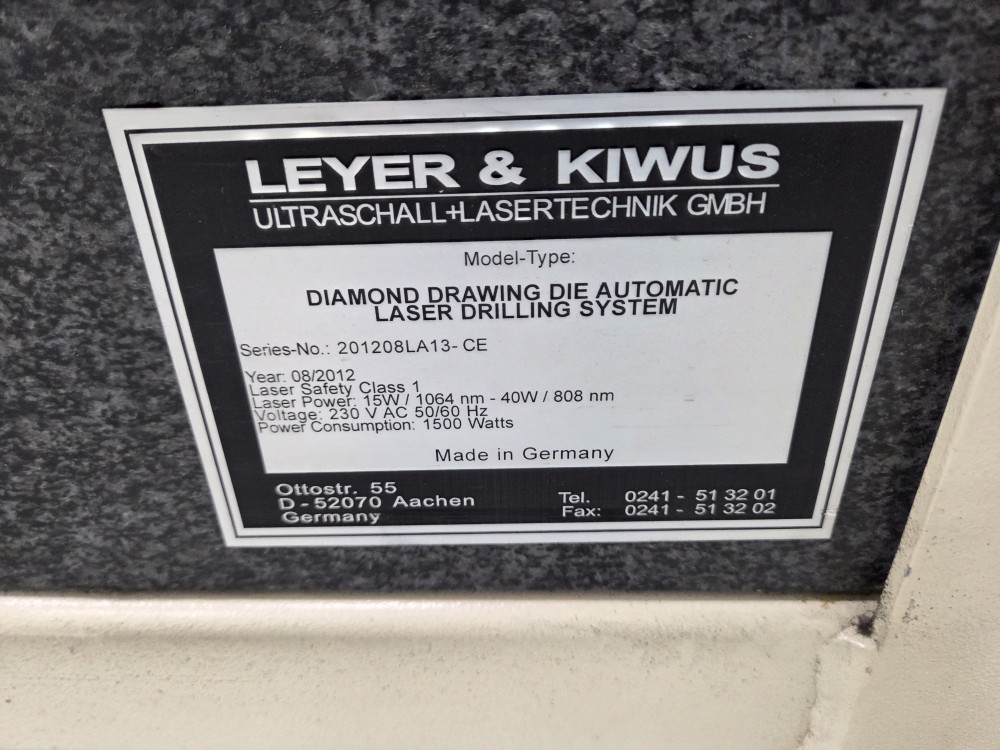 LEYER & KIWUS
ULTRASCHALL+LASERTECHNIK GMBH
Model-Type:
DIAMOND DRAWING DIE AUTOMATIC
LASER DRILLING SYSTEM
Series-No.: 201208LA13-CE
Year: 08/2012
Laser Safety Class 1
Laser Power: 15W / 1064 nm - 40W / 808 nm
Voltage: 230 V AC 50/60 Hz
Power Consumption: 1500 Watts
Made in Germany
Ottostr. 55
D - 52070 Aachen
Germany
Tel. 0241 - 51 32 01
Fax: 0241 - 51 32 02